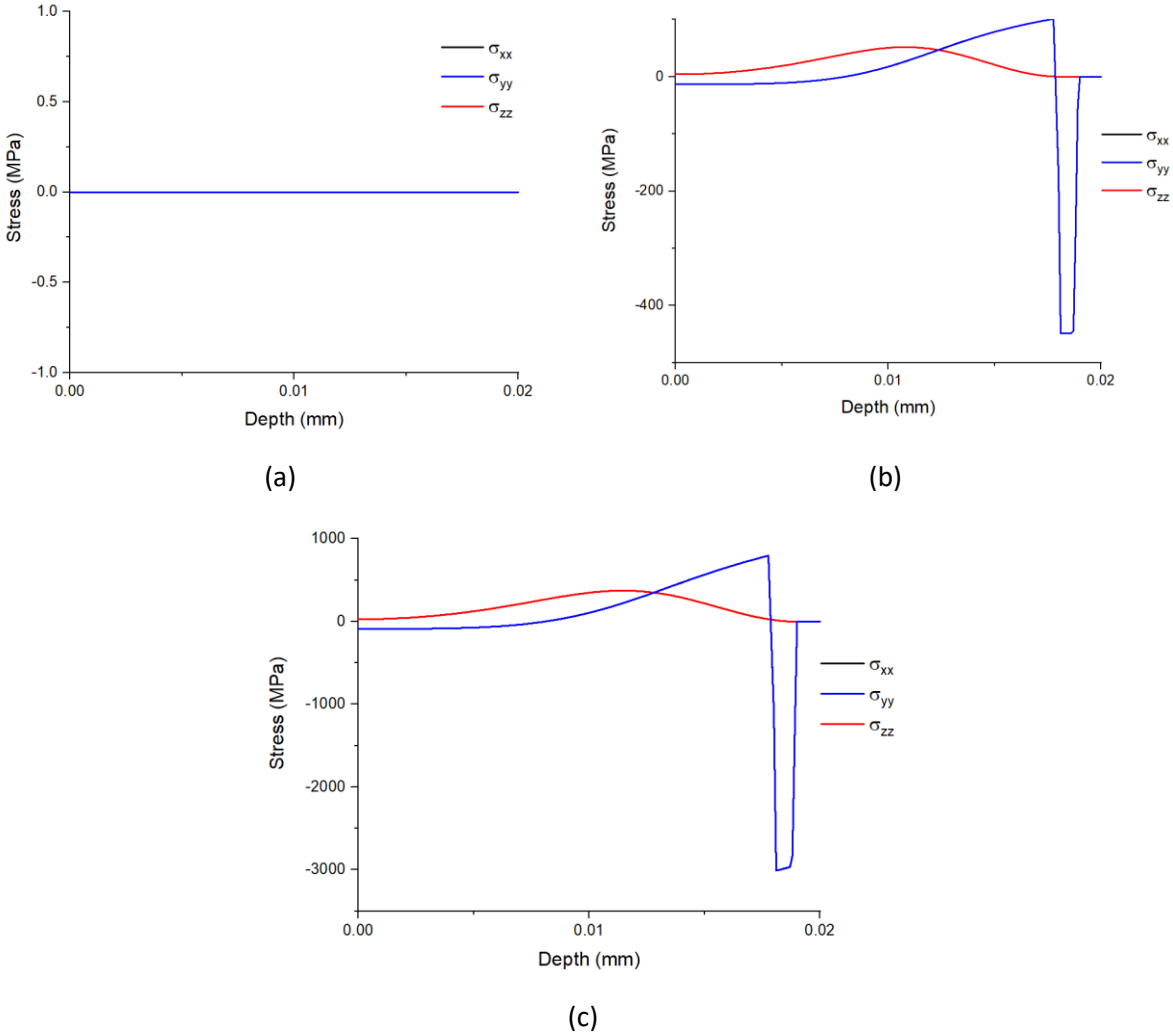 1.0
0.5
0.0
-0.5
-1.0
Stress (MPa)
0.00
0.01
0.02
Depth (mm)
σxx
σyy
σzz
(a)
0
-200
-400
Stress (MPa)
0.00
0.01
0.02
Depth (mm)
σxx
σyy
σzz
(b)
1000
0
-1000
-2000
-3000
Stress (MPa)
0.00
0.01
0.02
Depth (mm)
σxx
σyy
σzz
(c)